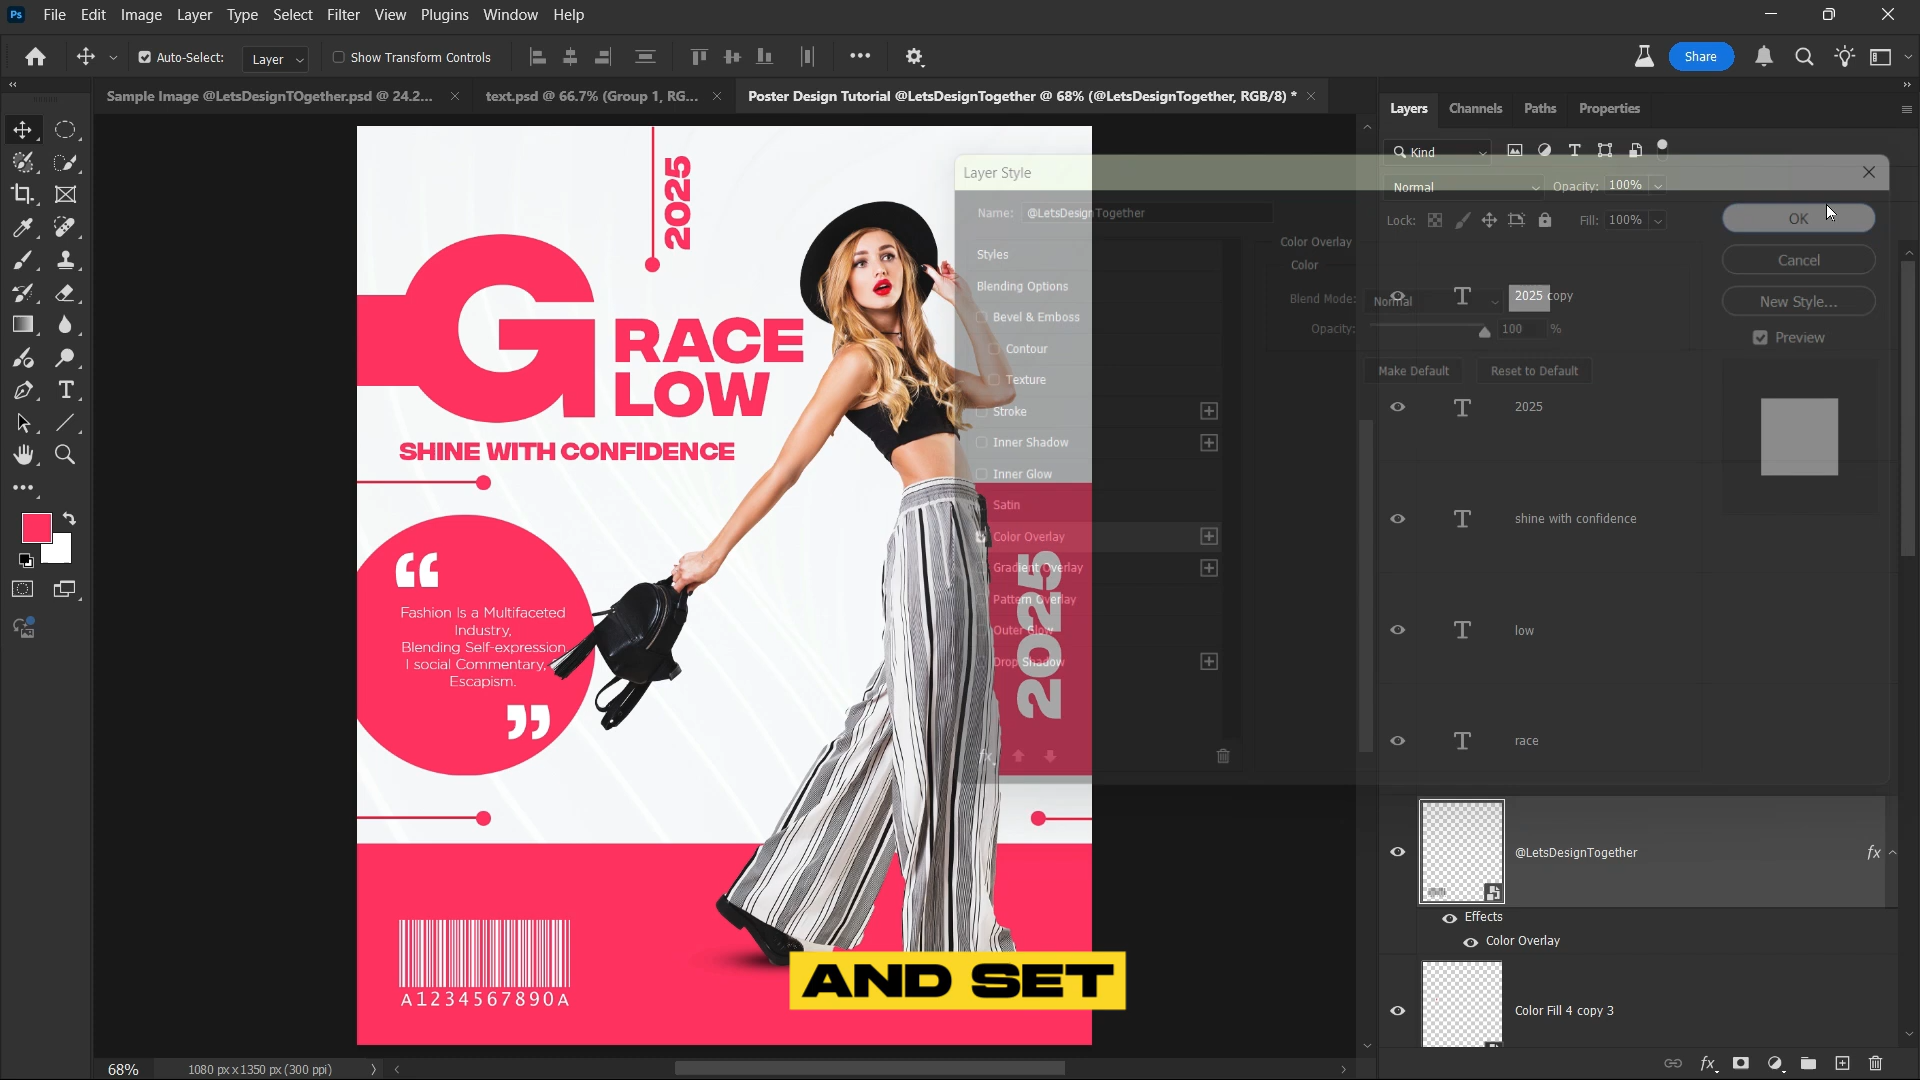 Ps File Edit Image Layer Type Select Filter View Plugins Window Help
Auto-Select: Layer Show Transform Controls Share
Sample Image @LetsDesignTOgether.psd @ 24.2... text.psd @ 66.7% (Group 1, RG... Poster Design Tutorial @LetsDesignTogether @ 68% (@LetsDesignTogether, RGB/8) *
Layers Channels Paths Properties
Kind
Normal Opacity: 100%
Lock: Fill: 100%
2025 copy
2025
shine with confidence
low
race
@LetsDesignTogether fx
Effects
Color Overlay
Color Fill 4 copy 3
fx
Layer Style
Name: @LetsDesignTogether
Styles
Blending Options
Bevel & Emboss
Contour
Texture
Stroke
Inner Shadow
Inner Glow
Satin
Color Overlay
Gradient Overlay
Pattern Overlay
Outer Glow
Drop Shadow
fx
Color Overlay
Color
Blend Mode: Normal
Opacity: 100 %
Make Default Reset to Default
OK
Cancel
New Style...
Preview
2025
G
RACE
LOW
SHINE WITH CONFIDENCE
“
Fashion Is a Multifaceted
Industry,
Blending Self-expression
I social Commentary,
Escapism.
”
2025
A1234567890A
AND SET
68% 1080 px x 1350 px (300 ppi)